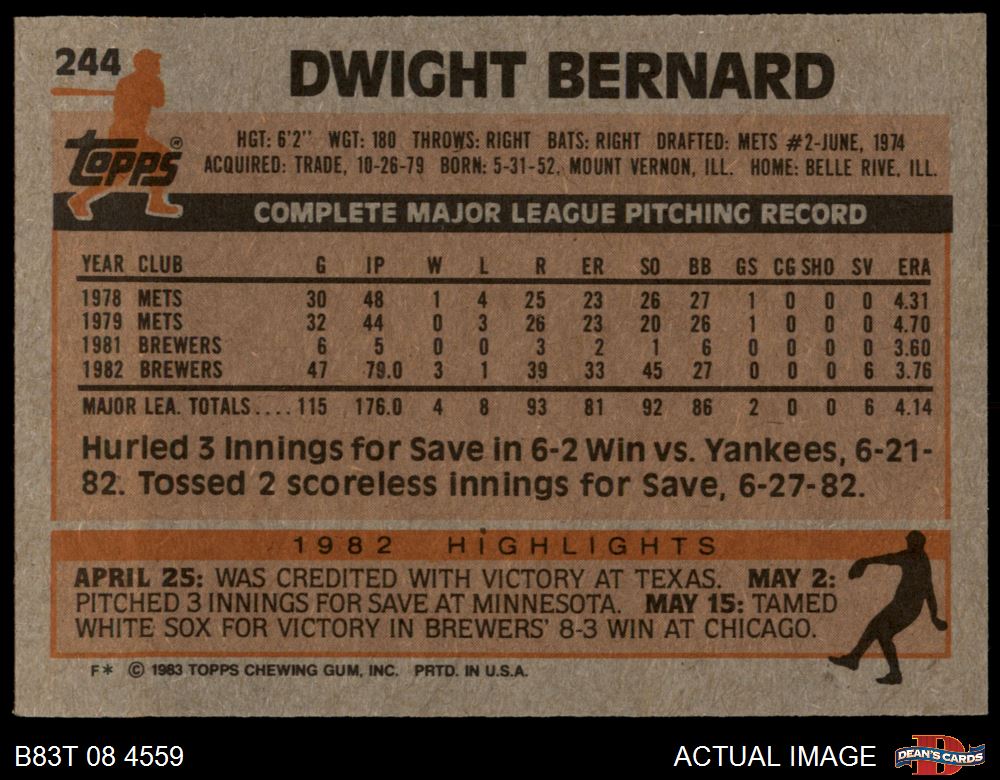 244 DWIGHT BERNARD
topps®
HGT: 6'2" WGT: 180 THROWS: RIGHT BATS: RIGHT DRAFTED: METS #2-JUNE, 1974
ACQUIRED: TRADE, 10-26-79 BORN: 5-31-52, MOUNT VERNON, ILL. HOME: BELLE RIVE, ILL.
COMPLETE MAJOR LEAGUE PITCHING RECORD
YEAR CLUB G IP W L R ER SO BB GS CG SHO SV ERA
1978 METS 30 48 1 4 25 23 26 27 1 0 0 0 4.31
1979 METS 32 44 0 3 26 23 20 26 1 0 0 0 4.70
1981 BREWERS 6 5 0 0 3 2 1 6 0 0 0 0 3.60
1982 BREWERS 47 79.0 3 1 39 33 45 27 0 0 0 6 3.76
MAJOR LEA. TOTALS.... 115 176.0 4 8 93 81 92 86 2 0 0 6 4.14
Hurled 3 Innings for Save in 6-2 Win vs. Yankees, 6-21-
82. Tossed 2 scoreless innings for Save, 6-27-82.
1982 HiGHLIGHTS
APRIL 25: WAS CREDITED WITH VICTORY AT TEXAS. MAY 2:
PITCHED 3 INNINGS FOR SAVE AT MINNESOTA. MAY 15: TAMED
WHITE SOX FOR VICTORY IN BREWERS' 8-3 WIN AT CHICAGO.
F* © 1983 TOPPS CHEWING GUM, INC. PRTD. IN U.S.A.
B83T 08 4559 ACTUAL IMAGE D DEAN'S CARDS